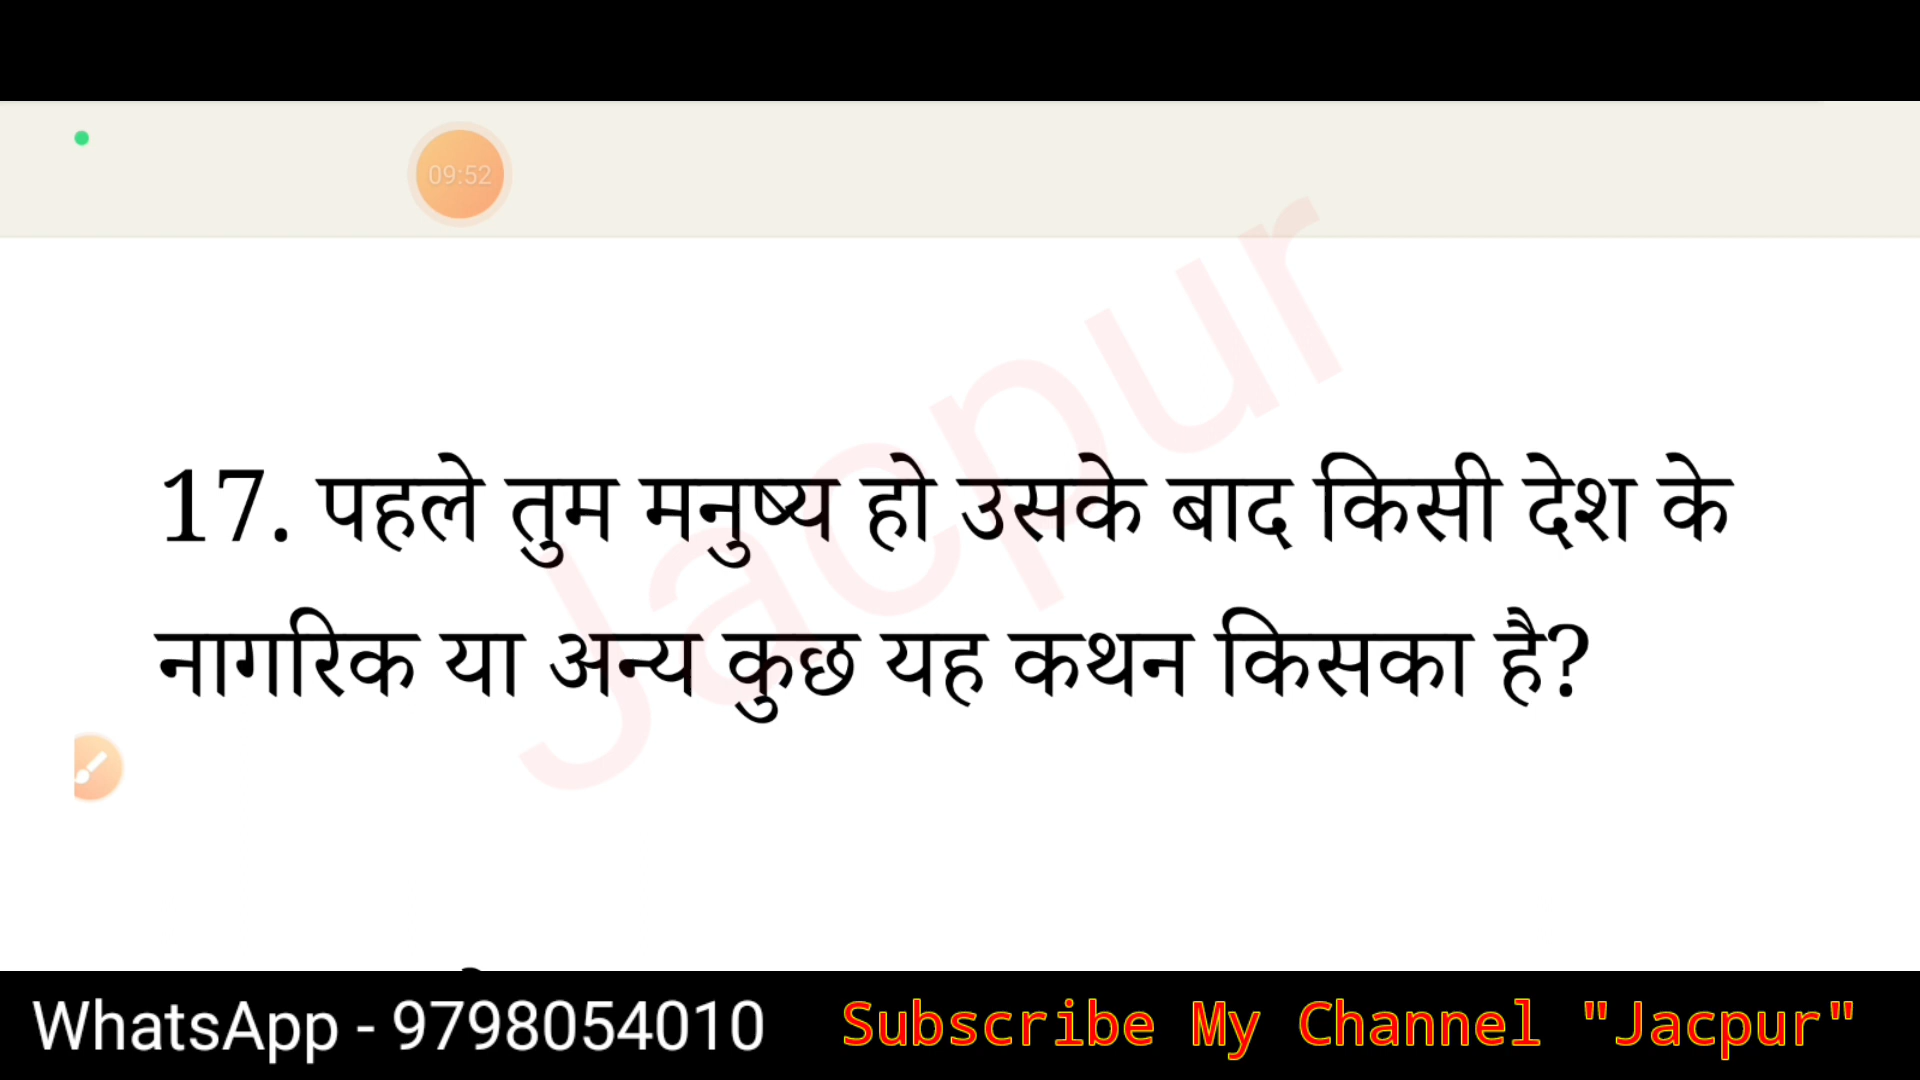 09:52
17. पहले तुम मनुष्य हो उसके बाद किसी देश के
नागरिक या अन्य कुछ यह कथन किसका है?
Jacpur
WhatsApp - 9798054010 Subscribe My Channel "Jacpur"